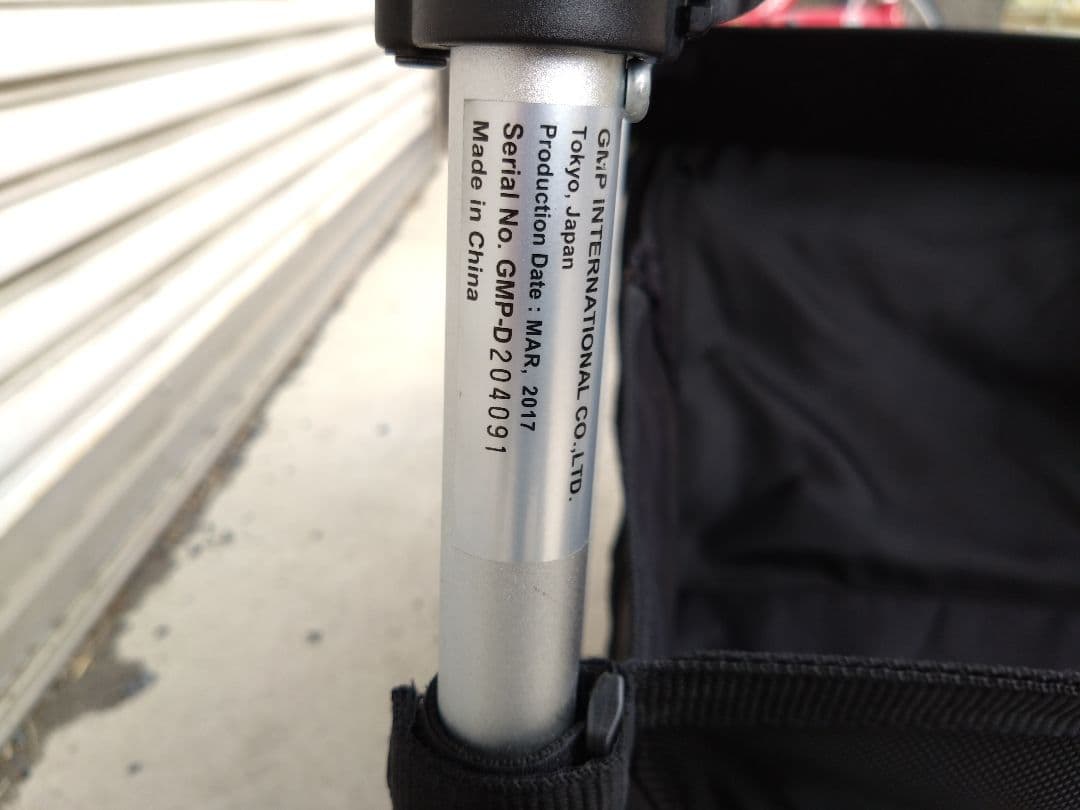 GMP INTERNATIONAL CO.,LTD.
Tokyo, Japan
Production Date : MAR, 2017
Serial No. GMP-D204091
Made in China